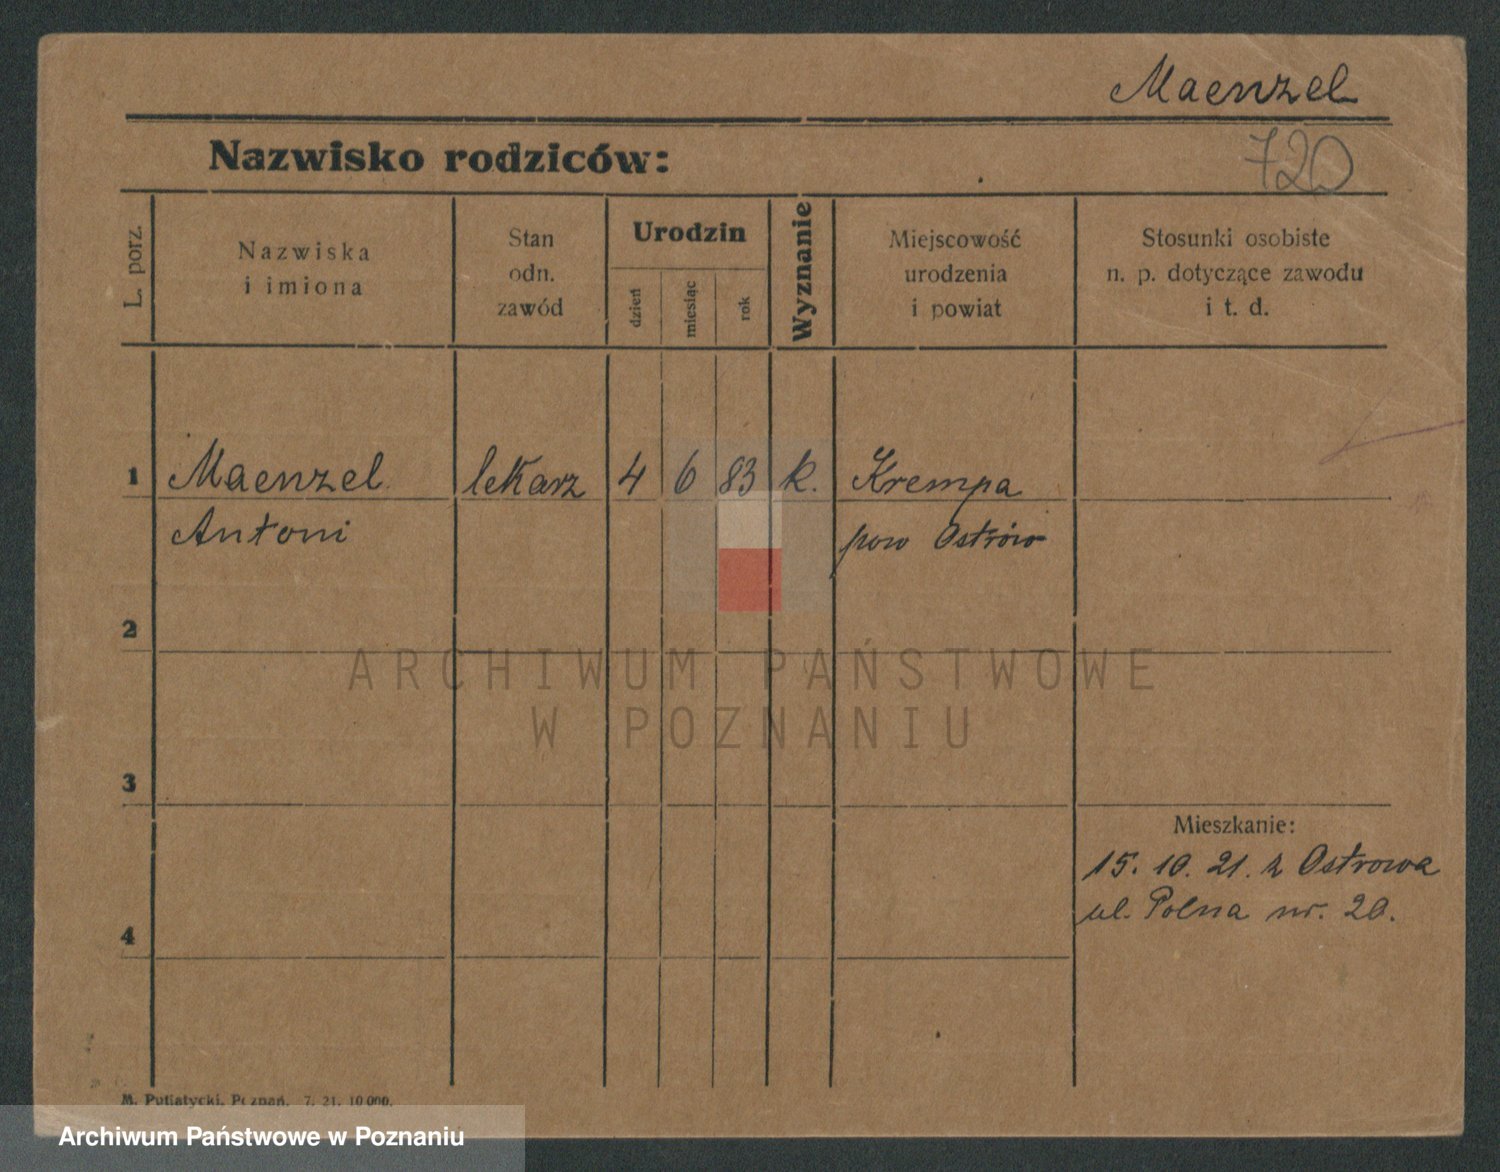 Maenzel
Nazwisko rodziców:
720
L. porz.
Nazwiska
i imiona
Stan
odn.
zawód
Urodzin
dzień
miesiąc
rok
Wyznanie
Miejscowość
urodzenia
i powiat
Stosunki osobiste
n. p. dotyczące zawodu
i t. d.
1 Maenzel lekarz 4 6 83 k. Krempa
Antoni pow Ostrów
2
ARCHIWUM PAŃSTWOWE
W POZNANIU
3
Mieszkanie:
15. 10. 21. z Ostrowa
ul. Polna nr. 20.
4
M. Putiatycki, Poznań. 7. 21. 10 000.
Archiwum Państwowe w Poznaniu